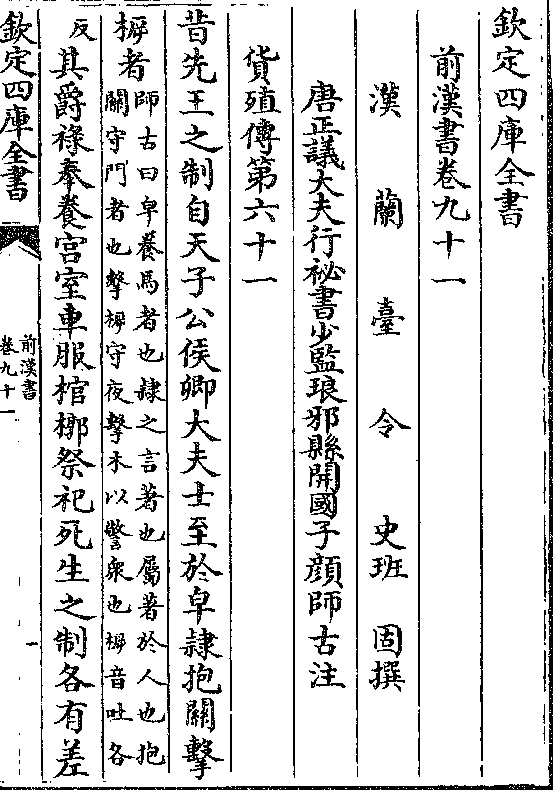 欽定四庫全書
前漢書卷九十一
漢蘭臺令史班固撰
唐正議大夫行祕書少監琅邪縣開國子顏師古注
貨殖傳第六十一
昔先王之制自天子公侯卿大夫士至於皁隷抱關擊
𣝔者師古曰皁養馬者也隷之言著也屬著於人也抱
關守門者也擊𣝔守夜擊木以警衆也𣝔音吐各
反其爵祿奉養宫室車服棺槨祭祀死生之制各有差
欽定四庫全書
前漢書
卷九十一
一